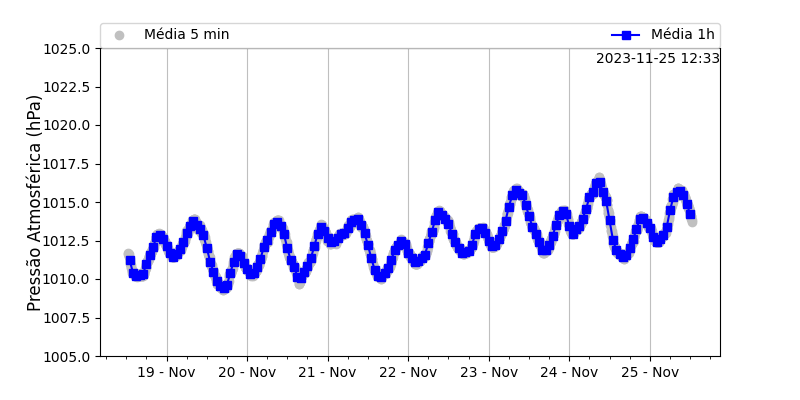 Média 5 min
Média 1h
2023-11-25 12:33
Pressão Atmosférica (hPa)
1025.0
1022.5
1020.0
1017.5
1015.0
1012.5
1010.0
1007.5
1005.0
19 - Nov
20 - Nov
21 - Nov
22 - Nov
23 - Nov
24 - Nov
25 - Nov